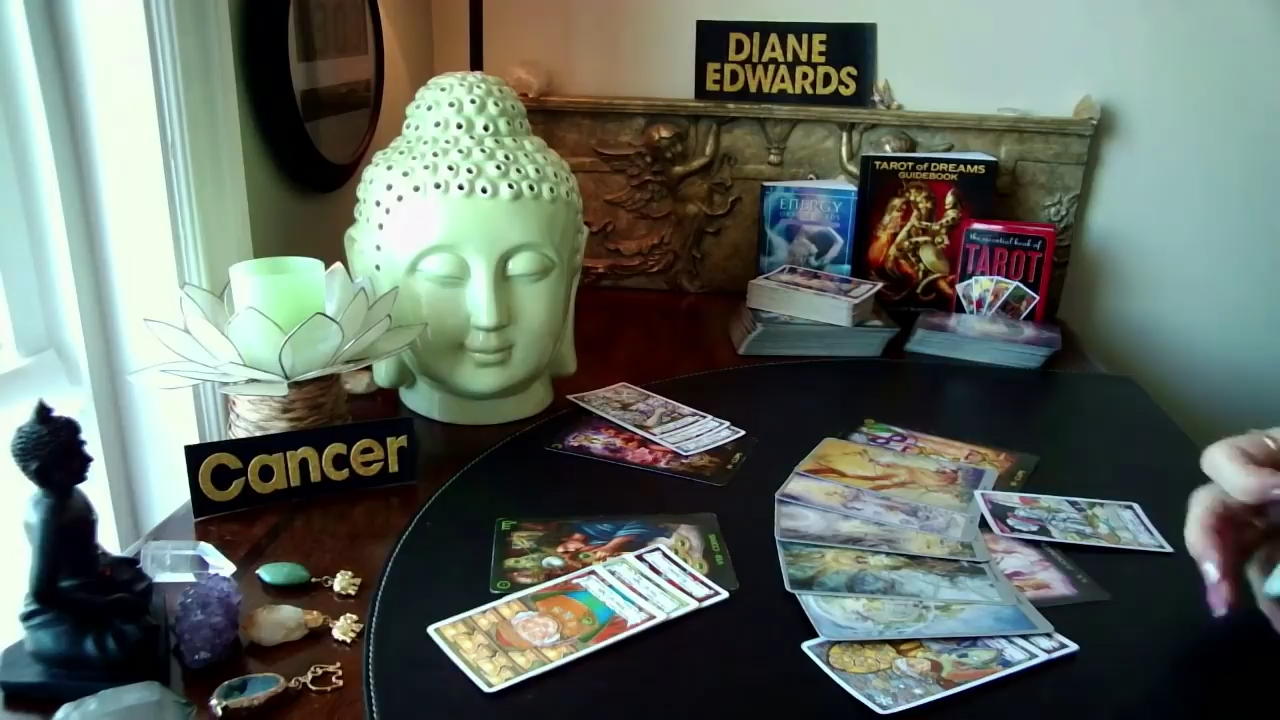 DIANE
EDWARDS
TAROT of DREAMS
GUIDEBOOK
ENERGY
the essential book of
TAROT
Cancer